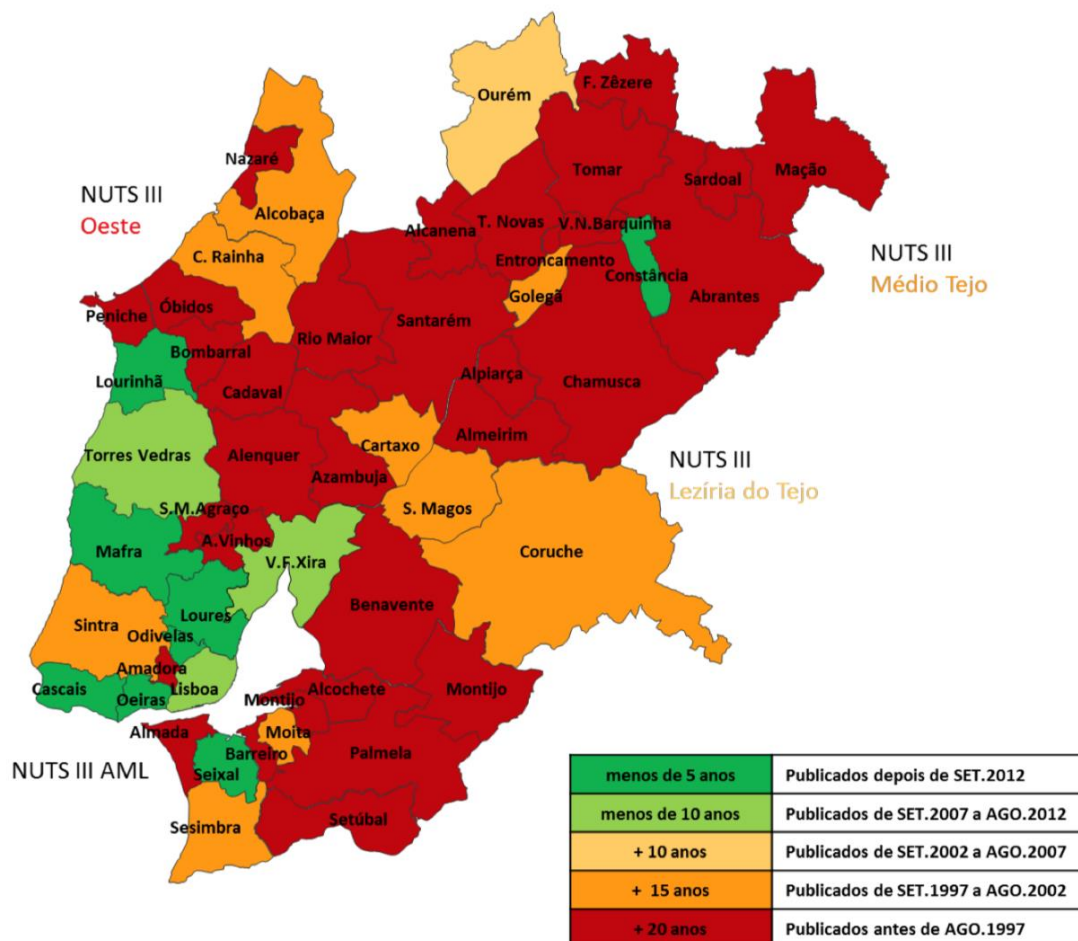 Ourém
F. Zêzere
Nazaré
Tomar
Sardoal
Mação
NUTS III
Oeste
Alcobaça
Alcanena
T. Novas
V.N.Barquinha
C. Rainha
Entroncamento
Constância
NUTS III
Médio Tejo
Golegã
Abrantes
Peniche
Óbidos
Santarém
Rio Maior
Bombarral
Lourinhã
Alpiarça
Chamusca
Cadaval
Cartaxo
Almeirim
Torres Vedras
Alenquer
Azambuja
NUTS III
Lezíria do Tejo
S.M.Agraço
S. Magos
A.Vinhos
Mafra
V.F.Xira
Coruche
Benavente
Sintra
Loures
Odivelas
Amadora
Cascais
Oeiras
Lisboa
Montijo
Alcochete
Montijo
Almada
Moita
Barreiro
Palmela
NUTS III AML
Seixal
Sesimbra
Setúbal
menos de 5 anos Publicados depois de SET.2012
menos de 10 anos Publicados de SET.2007 a AGO.2012
+ 10 anos Publicados de SET.2002 a AGO.2007
+ 15 anos Publicados de SET.1997 a AGO.2002
+ 20 anos Publicados antes de AGO.1997